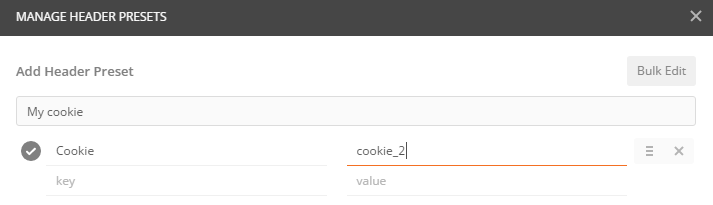 MANAGE HEADER PRESETS
Add Header Preset
Bulk Edit
My cookie
Cookie cookie_2
key value